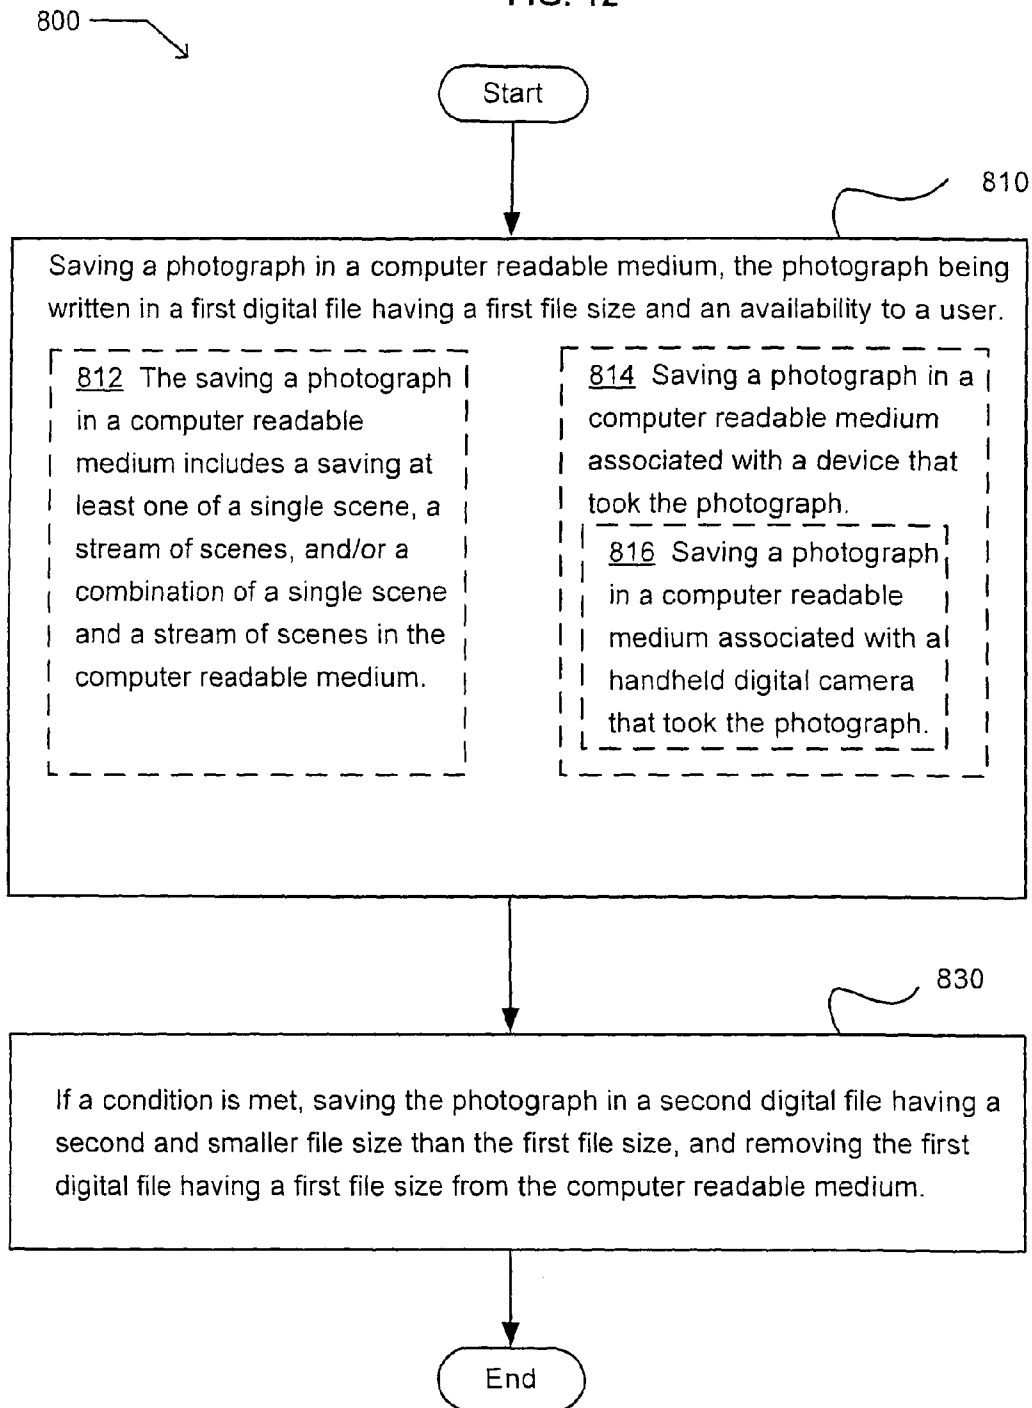 FIG. 12
800
Start
810
Saving a photograph in a computer readable medium, the photograph being
written in a first digital file having a first file size and an availability to a user.
812 The saving a photograph
in a computer readable
medium includes a saving at
least one of a single scene, a
stream of scenes, and/or a
combination of a single scene
and a stream of scenes in the
computer readable medium.
814 Saving a photograph in a
computer readable medium
associated with a device that
took the photograph.
816 Saving a photograph
in a computer readable
medium associated with a
handheld digital camera
that took the photograph.
830
If a condition is met, saving the photograph in a second digital file having a
second and smaller file size than the first file size, and removing the first
digital file having a first file size from the computer readable medium.
End